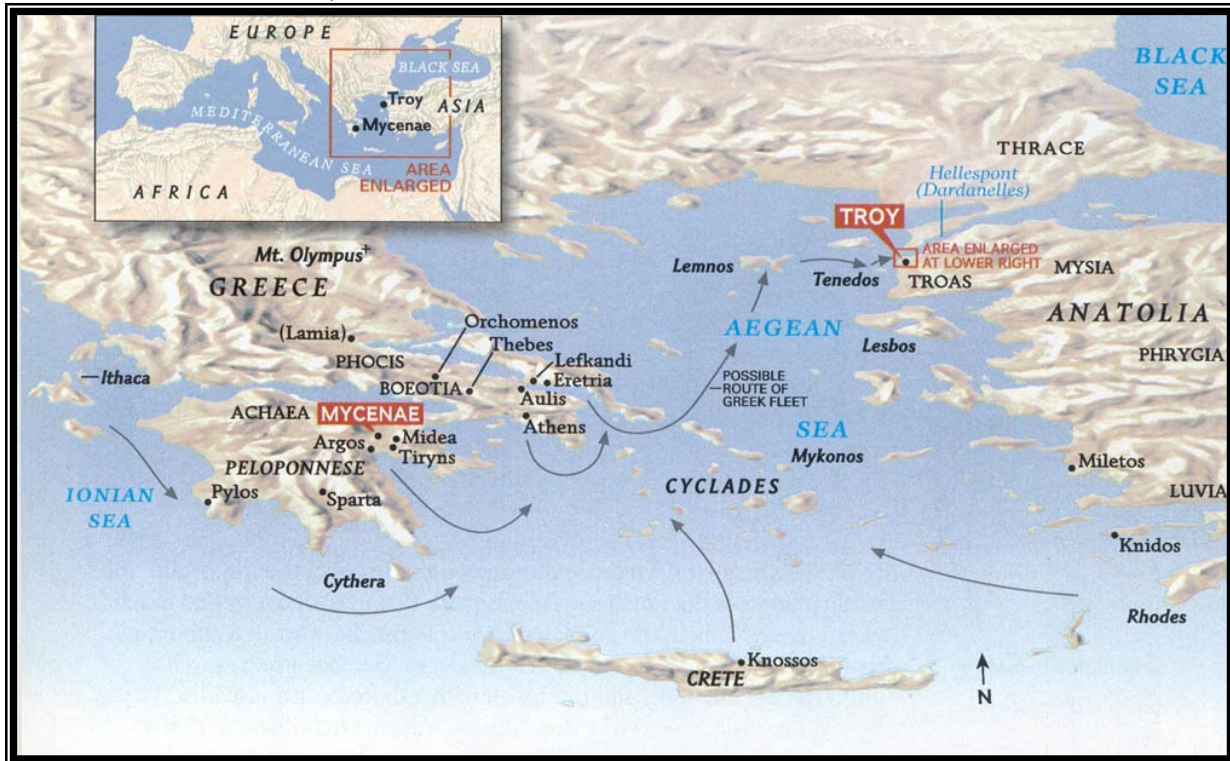 EUROPE
BLACK SEA
Troy
ASIA
Mycenae
MEDITERRANEAN SEA
AREA
ENLARGED
AFRICA
BLACK
SEA
THRACE
Hellespont
(Dardanelles)
TROY
AREA ENLARGED
AT LOWER RIGHT
Mt. Olympus+
Lemnos
Tenedos
TROAS
MYSIA
GREECE
ANATOLIA
Orchomenos
AEGEAN
(Lamia)
Thebes
Lesbos
PHRYGIA
PHOCIS
Lefkandi
Ithaca
BOEOTIA
Eretria
POSSIBLE
ROUTE OF
GREEK FLEET
Aulis
ACHAEA
MYCENAE
Athens
SEA
Argos
Midea
Tiryns
Mykonos
PELOPONNESE
Miletos
IONIAN
SEA
Pylos
Sparta
CYCLADES
LUVIA
Knidos
Cythera
Rhodes
Knossos
CRETE
N